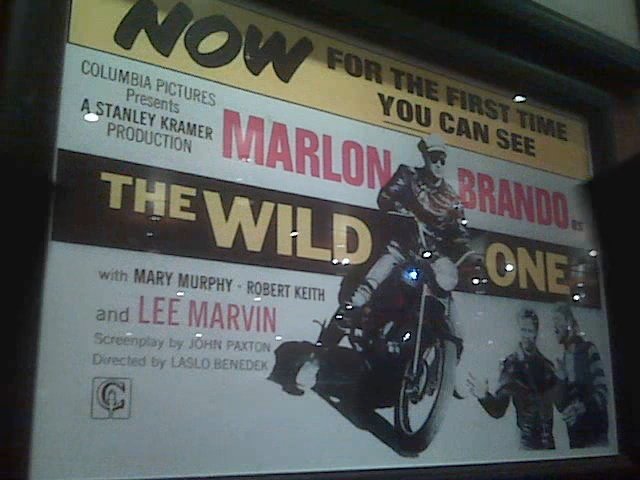 NOW FOR THE FIRST TIME
YOU CAN SEE
COLUMBIA PICTURES
Presents
A STANLEY KRAMER
PRODUCTION
MARLON BRANDO as
THE WILD ONE
with MARY MURPHY · ROBERT KEITH
and LEE MARVIN
Screenplay by JOHN PAXTON
Directed by LASLO BENEDEK